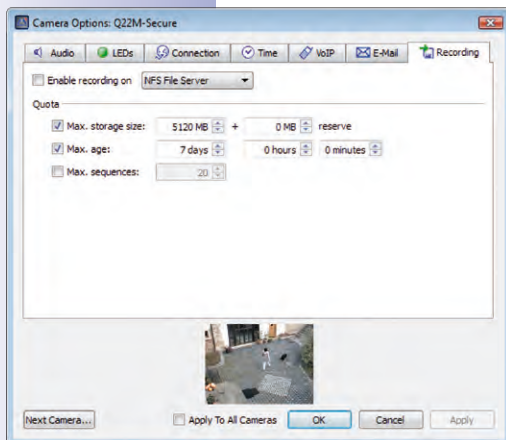 Camera Options: Q22M-Secure
Audio LEDs Connection Time VoIP E-Mail Recording
Enable recording on NFS File Server
Quota
Max. storage size: 5120 MB + 0 MB reserve
Max. age: 7 days 0 hours 0 minutes
Max. sequences: 20
Next Camera... Apply To All Cameras OK Cancel Apply